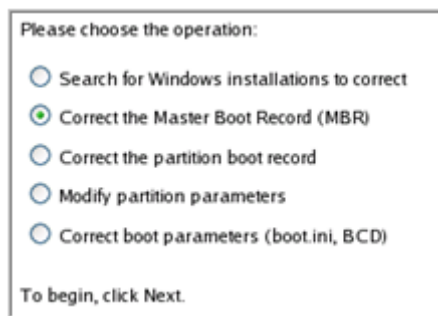 Please choose the operation:
Search for Windows installations to correct
Correct the Master Boot Record (MBR)
Correct the partition boot record
Modify partition parameters
Correct boot parameters (boot.ini, BCD)
To begin, click Next.